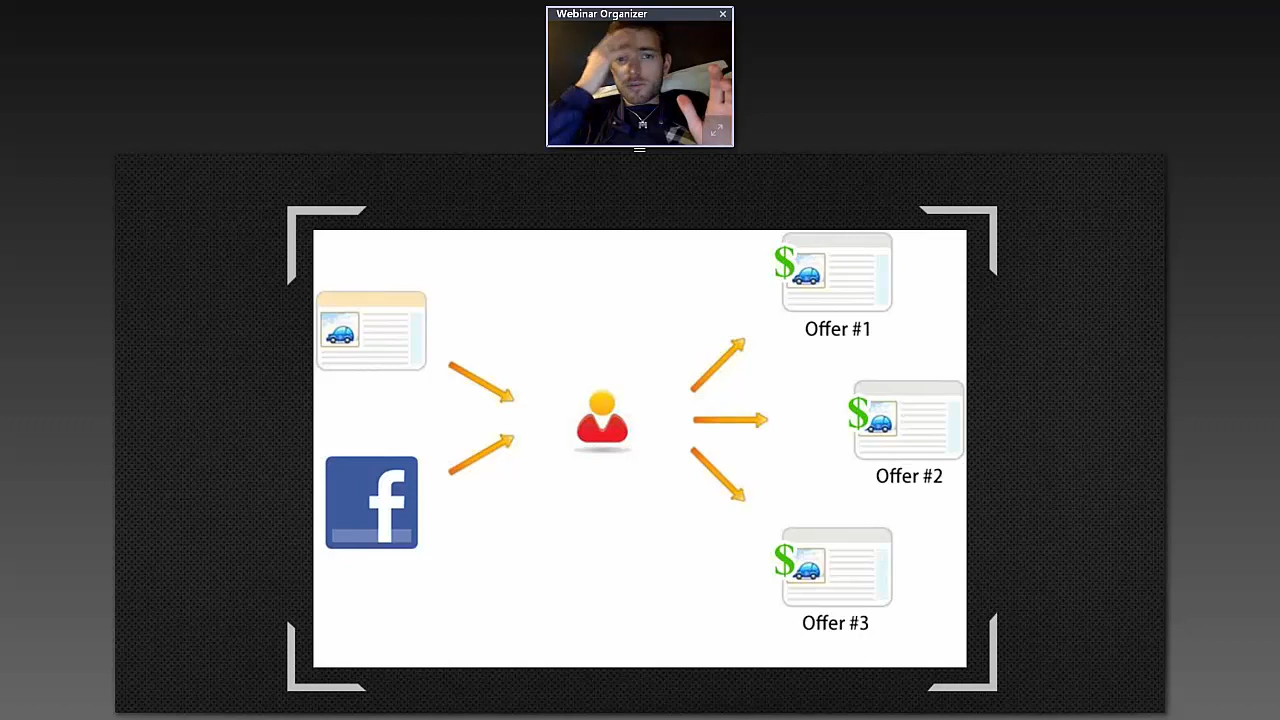 Webinar Organizer
$
Offer #1
$
Offer #2
f
$
Offer #3